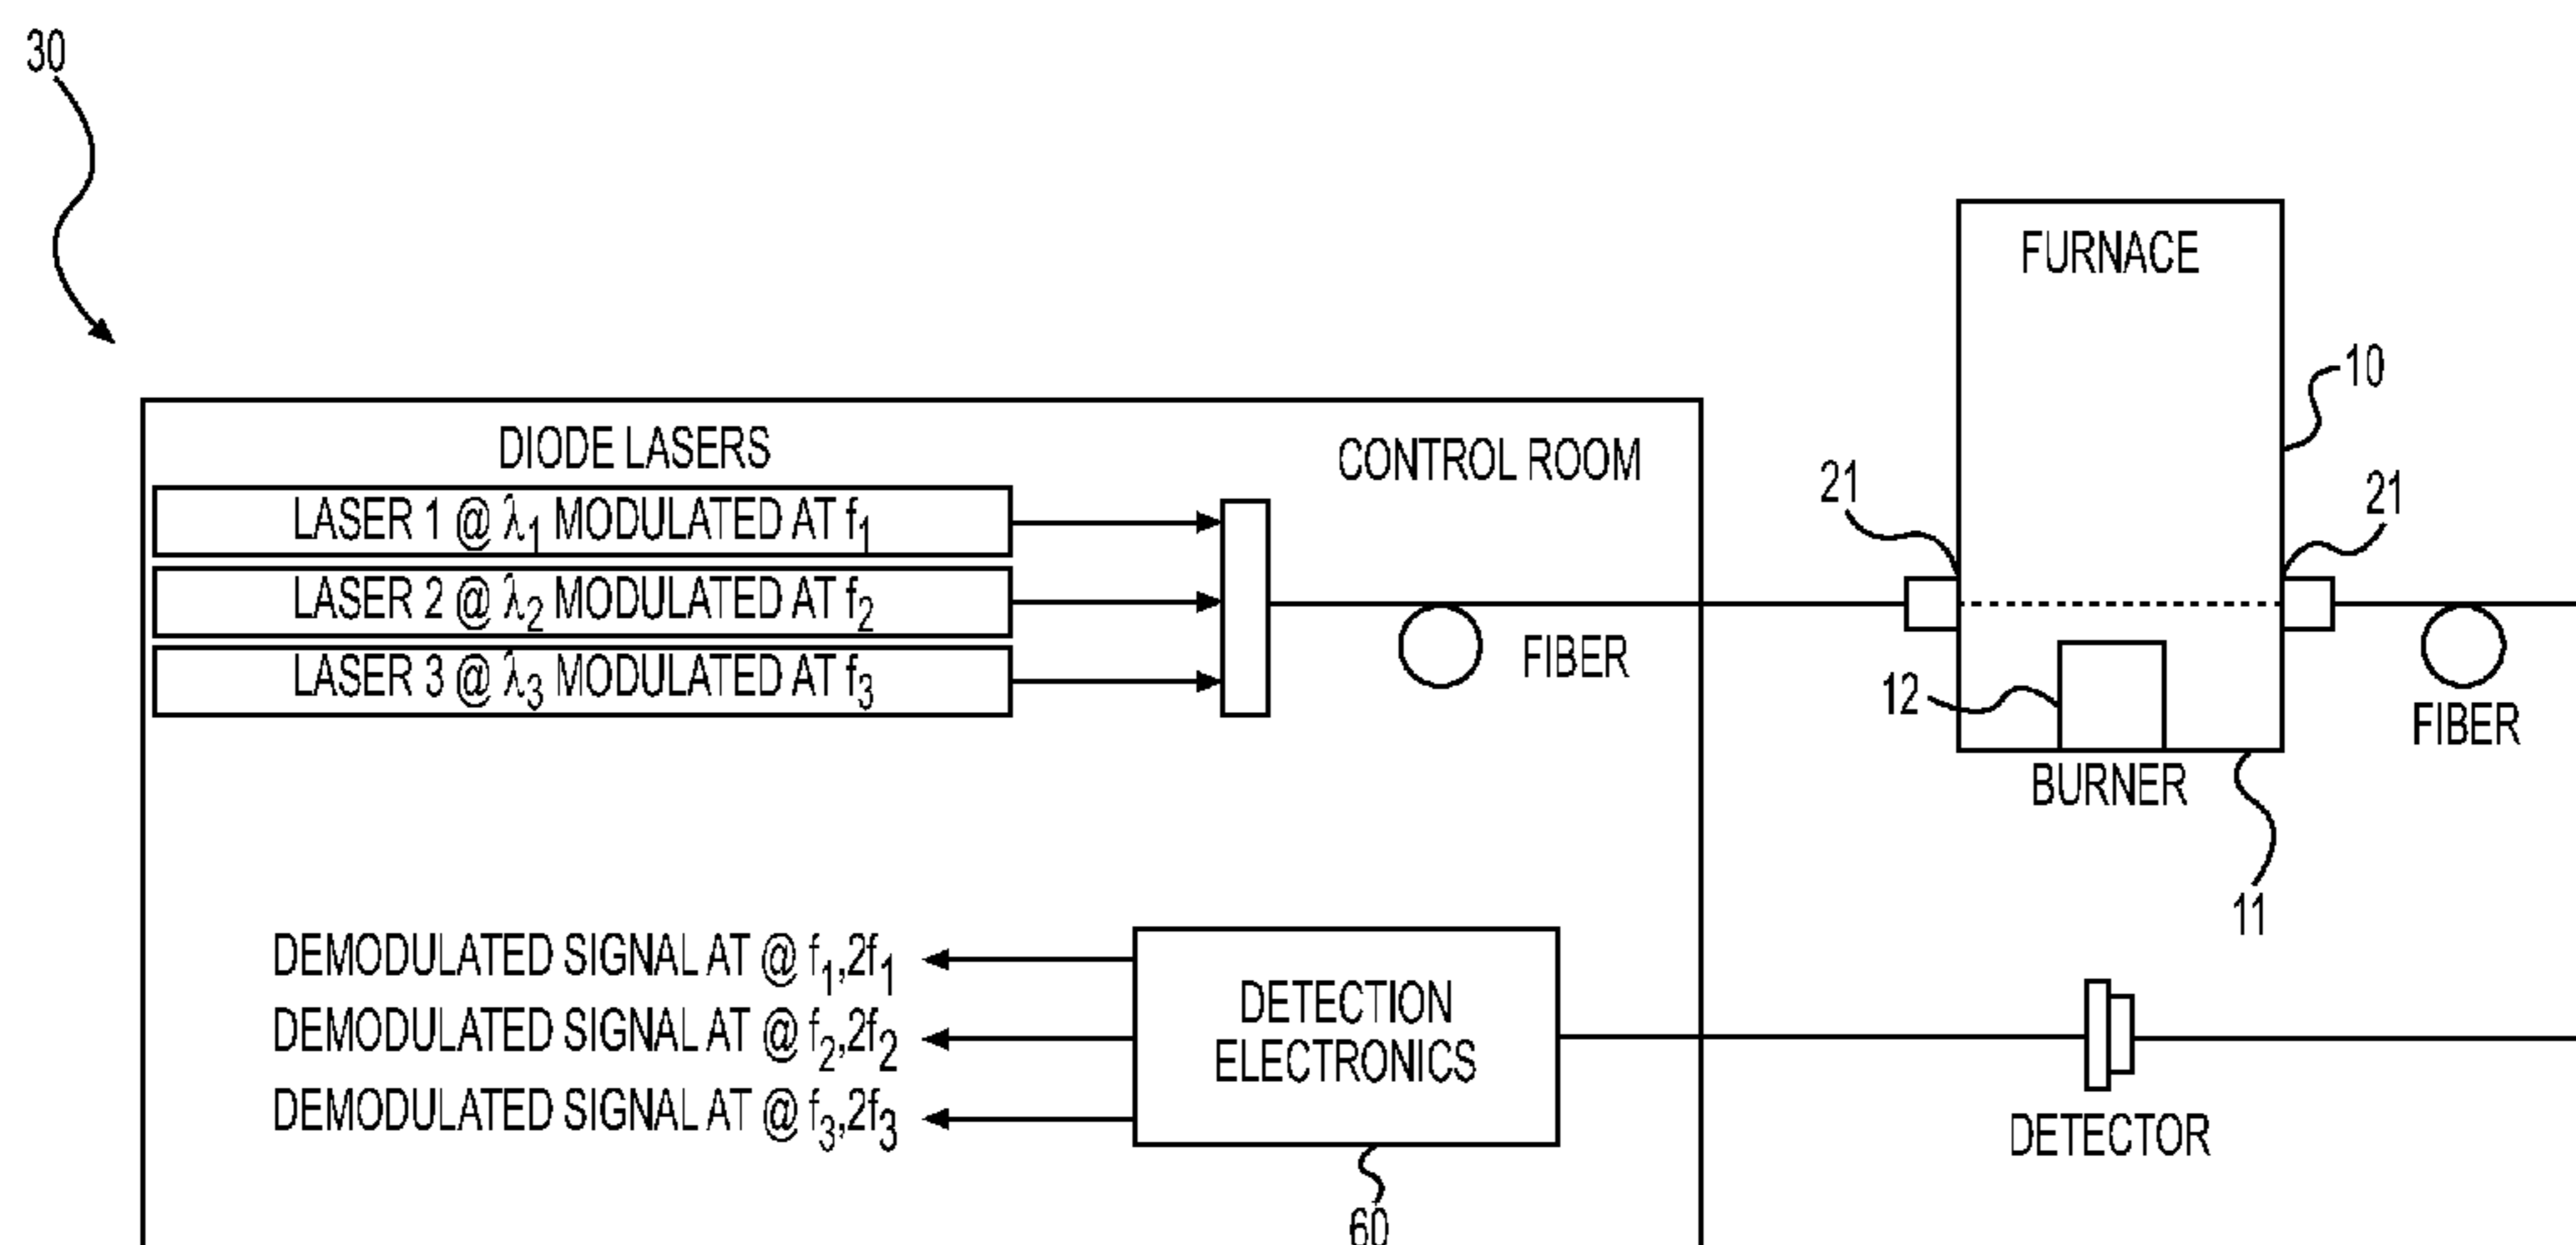 30
FURNACE
10
DIODE LASERS
CONTROL ROOM
21
21
LASER 1 @ λ1 MODULATED AT f1
LASER 2 @ λ2 MODULATED AT f2
LASER 3 @ λ3 MODULATED AT f3
FIBER
12
FIBER
BURNER
11
DEMODULATED SIGNAL AT @ f1,2f1
DEMODULATED SIGNAL AT @ f2,2f2
DEMODULATED SIGNAL AT @ f3,2f3
DETECTION
ELECTRONICS
DETECTOR
60